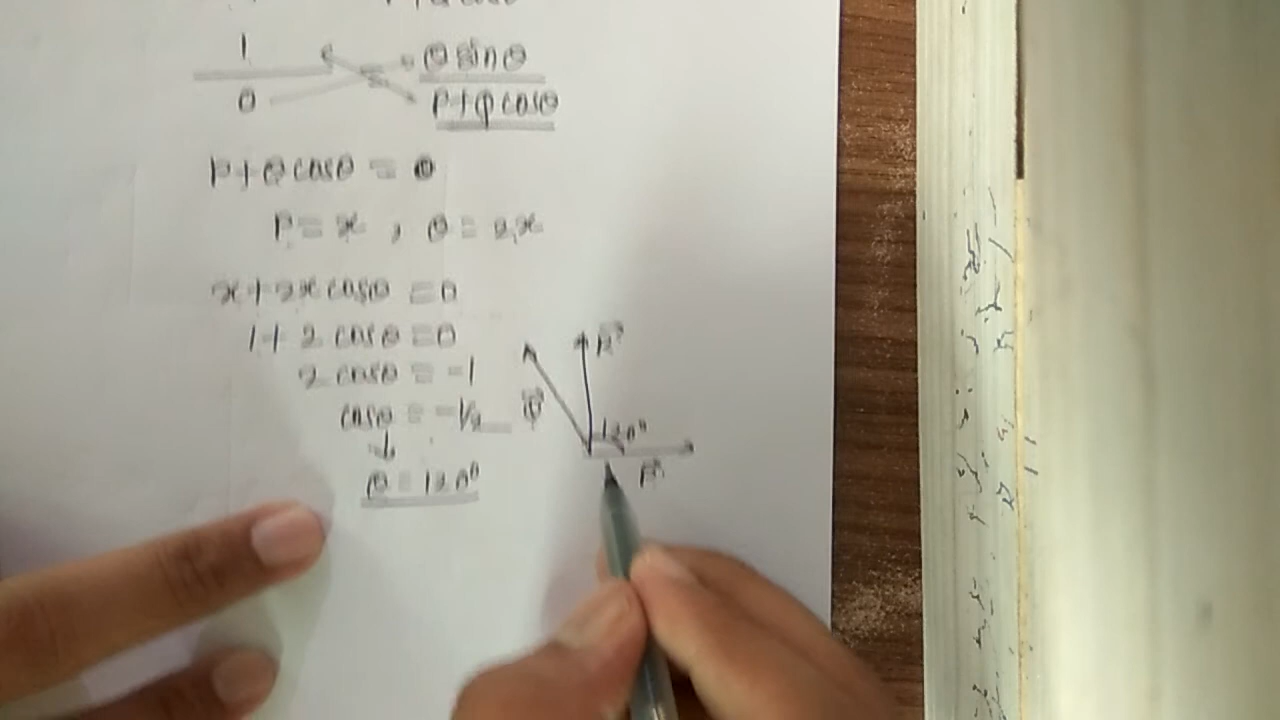 1 Q sinθ
0 P+Q cosθ
P+Q cosθ = 0
P = x , Q = 2x
x+2x cosθ = 0
1+ 2 cosθ = 0
2 cosθ = -1
cosθ = -1/2
θ = 120°
R
Q
120°
P